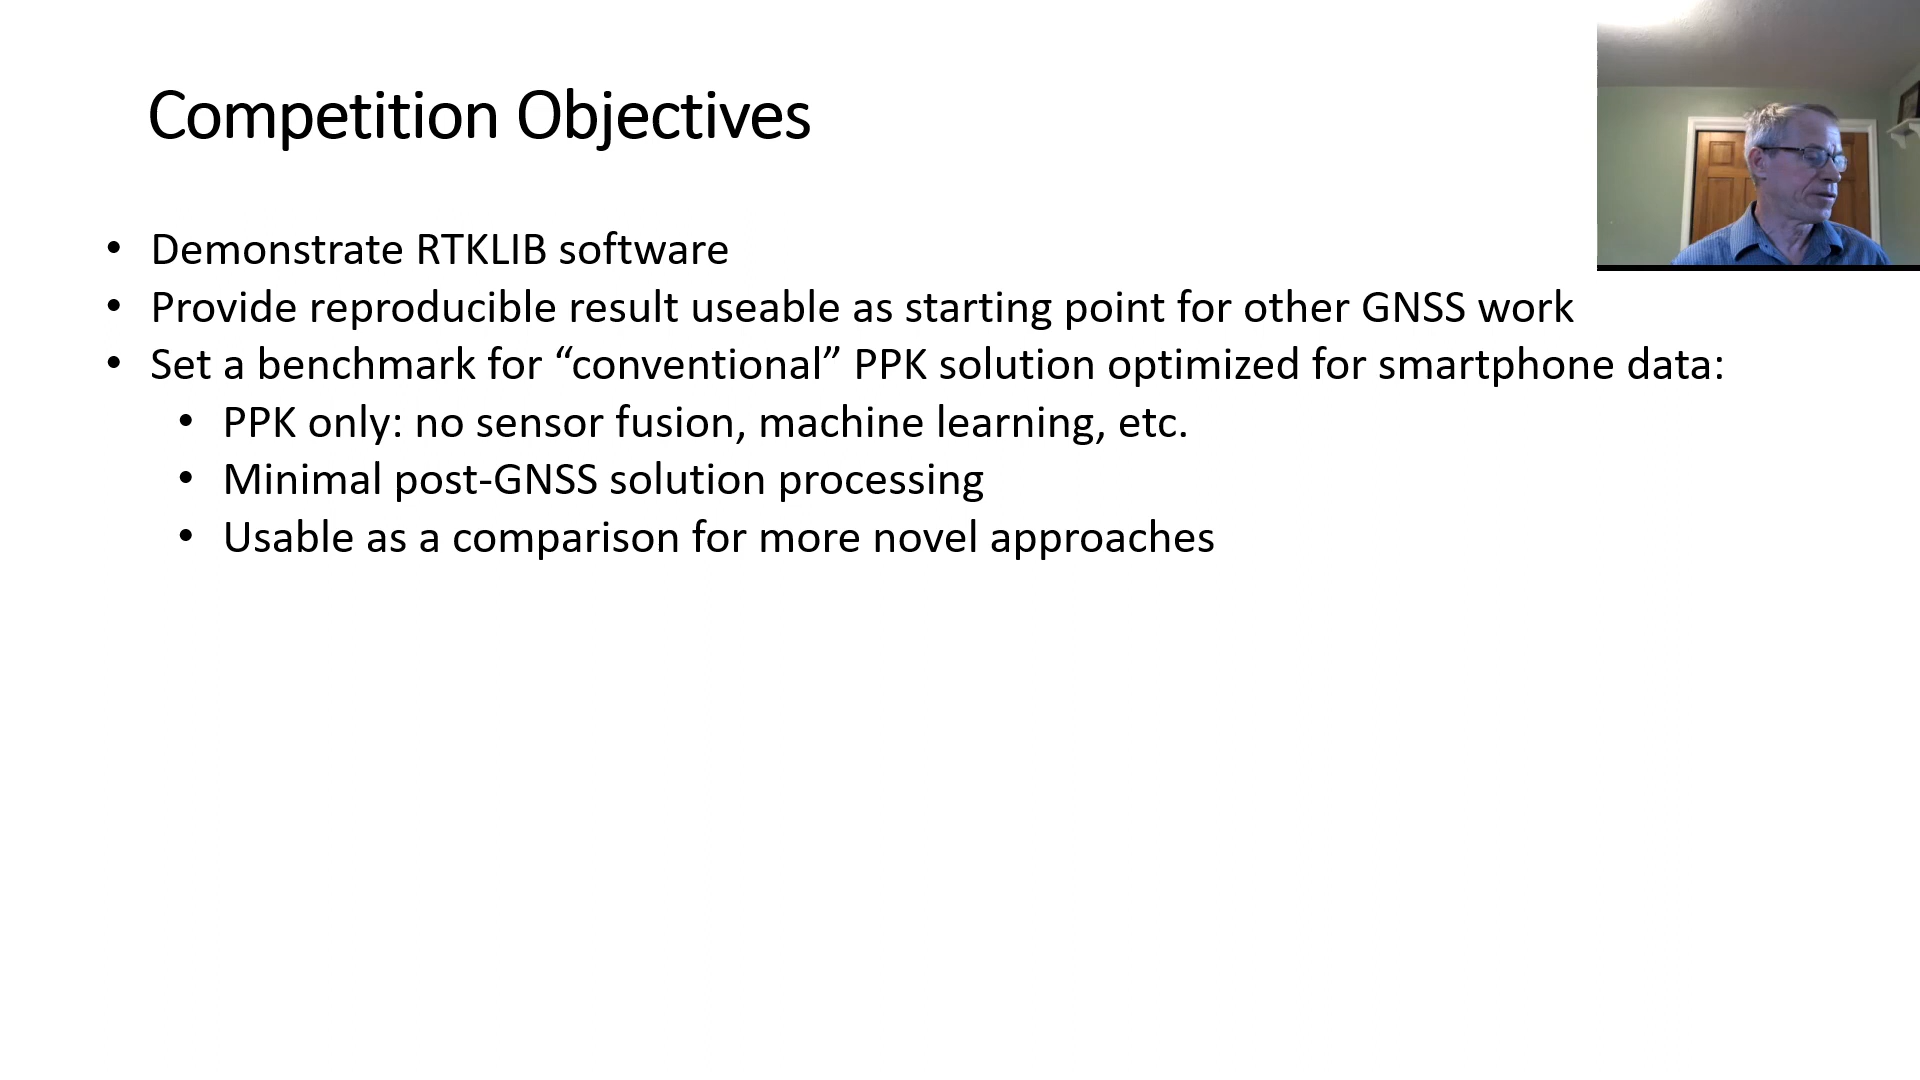 Competition Objectives
• Demonstrate RTKLIB software
• Provide reproducible result useable as starting point for other GNSS work
• Set a benchmark for “conventional” PPK solution optimized for smartphone data:
• PPK only: no sensor fusion, machine learning, etc.
• Minimal post-GNSS solution processing
• Usable as a comparison for more novel approaches